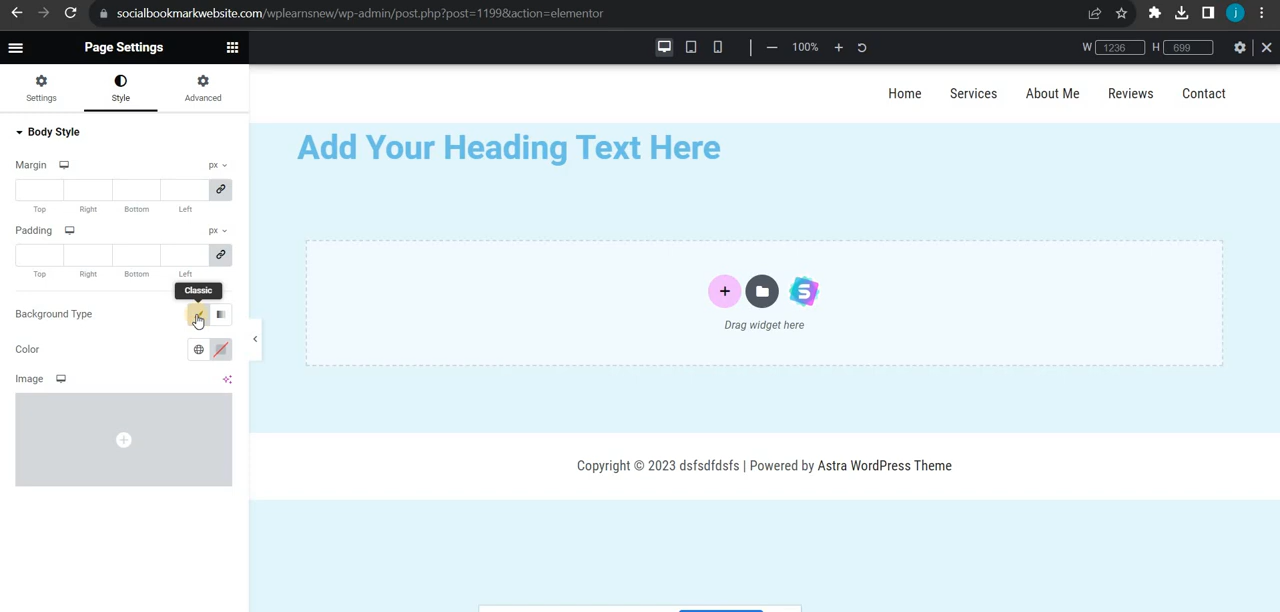 socialbookmarkwebsite.com/wplearnsnew/wp-admin/post.php?post=1199&action=elementor
j
Page Settings
100%
W 1236 H 699
Settings
Style
Advanced
Home Services About Me Reviews Contact
Body Style
Add Your Heading Text Here
Margin px
Top Right Bottom Left
Padding px
Top Right Bottom Left
Classic
Background Type
Drag widget here
Color
Image
Copyright © 2023 dsfsdfdsfs | Powered by Astra WordPress Theme